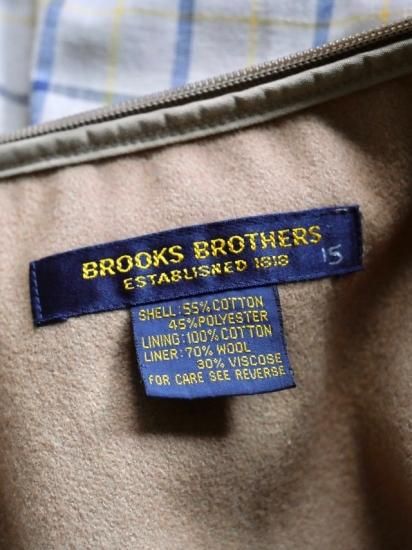 BROOKS BROTHERS
ESTABLISHED 1818
15
SHELL: 55% COTTON
45% POLYESTER
LINING: 100% COTTON
LINER: 70% WOOL
30% VISCOSE
FOR CARE SEE REVERSE